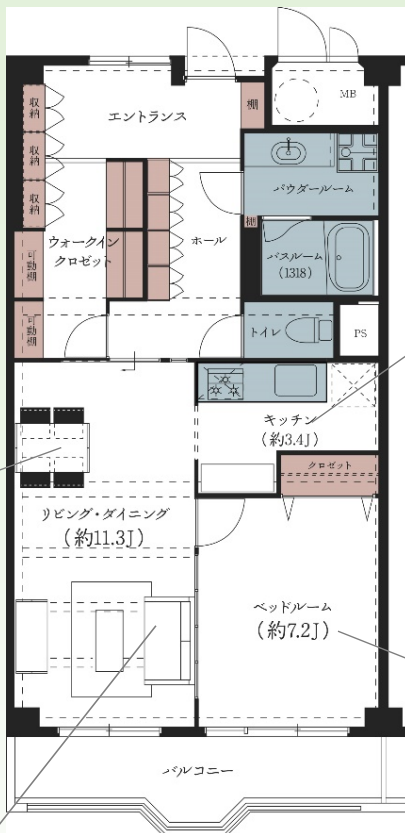 収納
エントランス
棚
MB
収納
収納
パウダールーム
ウォークイン
クロゼット
ホール
棚
バスルーム
(1318)
可動棚
可動棚
トイレ
PS
キッチン
(約3.4J)
クロゼット
リビング・ダイニング
(約11.3J)
ベッドルーム
(約7.2J)
バルコニー